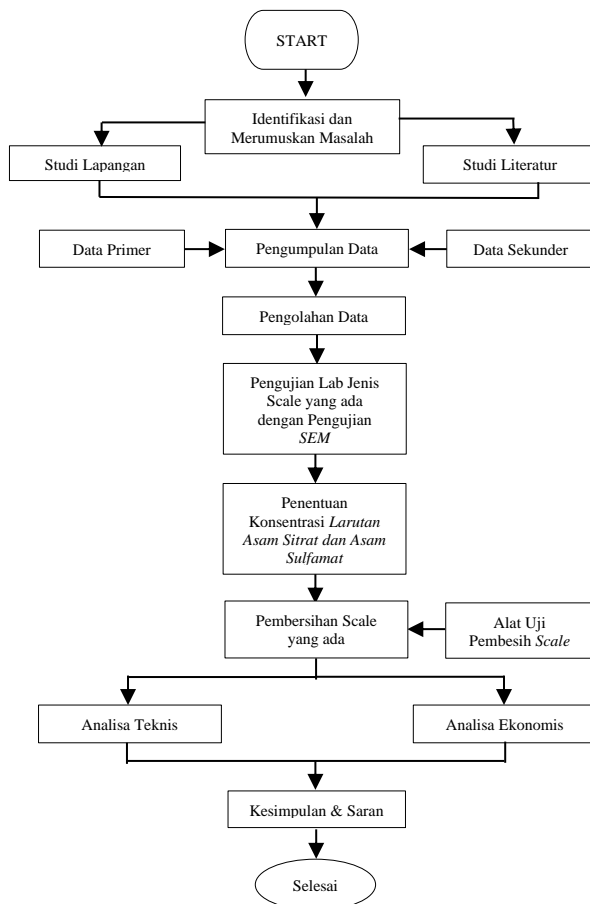 START
Identifikasi dan
Merumuskan Masalah
Studi Lapangan
Studi Literatur
Data Primer
Pengumpulan Data
Data Sekunder
Pengolahan Data
Pengujian Lab Jenis
Scale yang ada
dengan Pengujian
SEM
Penentuan
Konsentrasi Larutan
Asam Sitrat dan Asam
Sulfamat
Pembersihan Scale
yang ada
Alat Uji
Pembesih Scale
Analisa Teknis
Analisa Ekonomis
Kesimpulan & Saran
Selesai